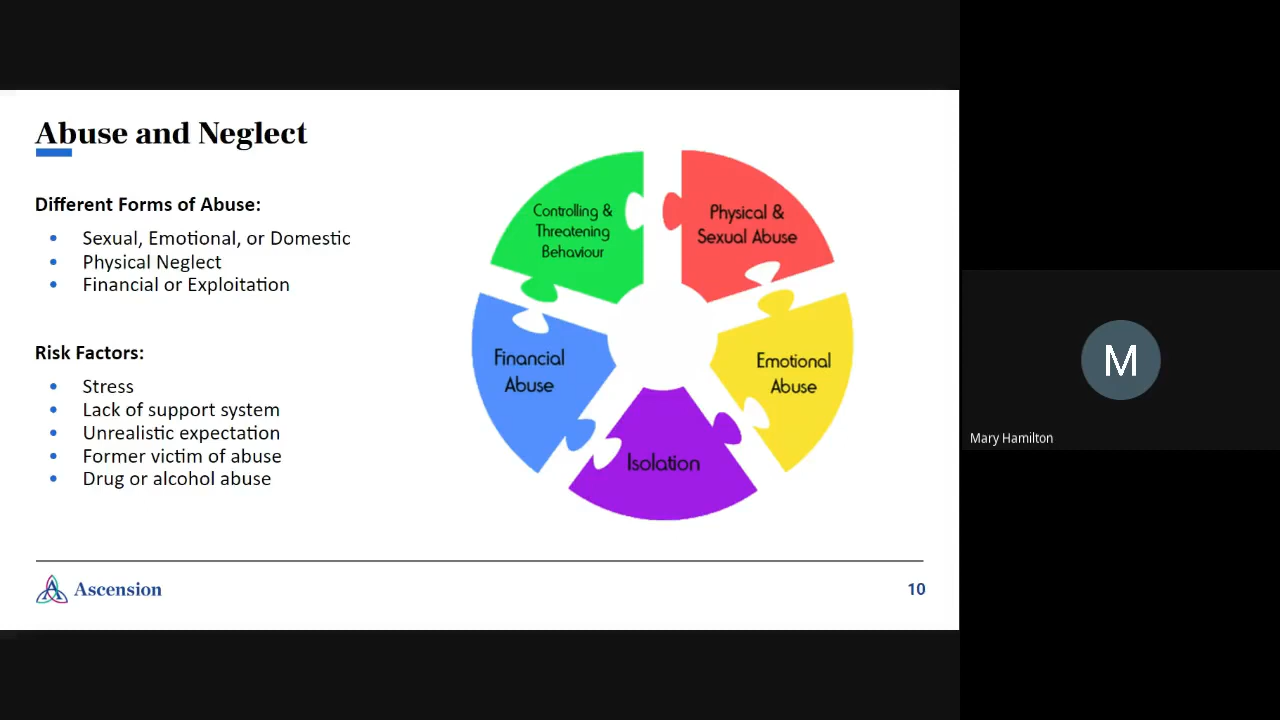 Abuse and Neglect
Different Forms of Abuse:
• Sexual, Emotional, or Domestic
• Physical Neglect
• Financial or Exploitation
Risk Factors:
• Stress
• Lack of support system
• Unrealistic expectation
• Former victim of abuse
• Drug or alcohol abuse
Controlling &
Threatening
Behaviour
Physical &
Sexual Abuse
Financial
Abuse
Emotional
Abuse
Isolation
Ascension
10
M
Mary Hamilton